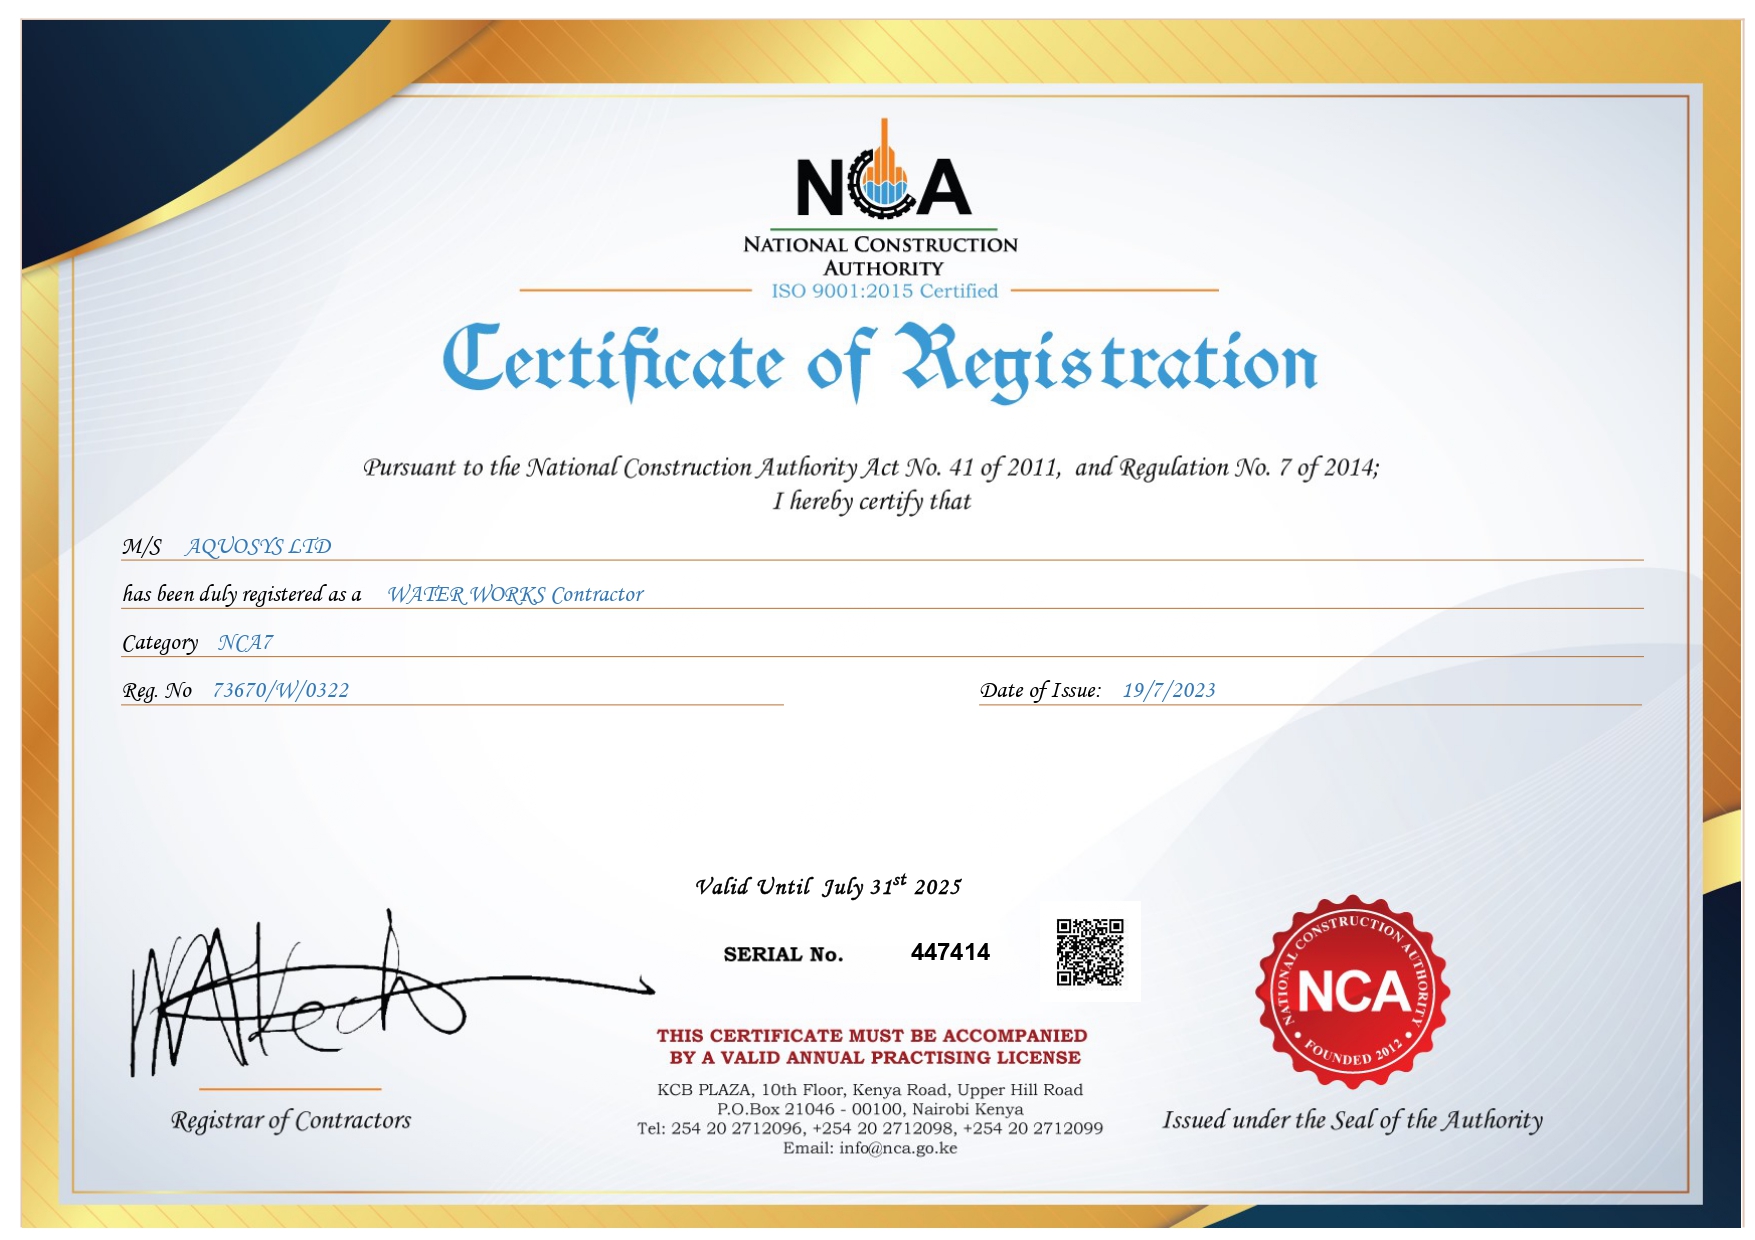 NCA
NATIONAL CONSTRUCTION
AUTHORITY
ISO 9001:2015 Certified
Certificate of Registration
Pursuant to the National Construction Authority Act No. 41 of 2011, and Regulation No. 7 of 2014;
I hereby certify that
M/S AQUOSYS LTD
has been duly registered as a WATER WORKS Contractor
Category NCA7
Reg. No 73670/W/0322 Date of Issue: 19/7/2023
Valid Until July 31st 2025
SERIAL No. 447414
NATIONAL CONSTRUCTION AUTHORITY
NCA
• FOUNDED 2012 •
THIS CERTIFICATE MUST BE ACCOMPANIED
BY A VALID ANNUAL PRACTISING LICENSE
KCB PLAZA, 10th Floor, Kenya Road, Upper Hill Road
P.O.Box 21046 - 00100, Nairobi Kenya
Tel: 254 20 2712096, +254 20 2712098, +254 20 2712099
Email: info@nca.go.ke
Registrar of Contractors
Issued under the Seal of the Authority